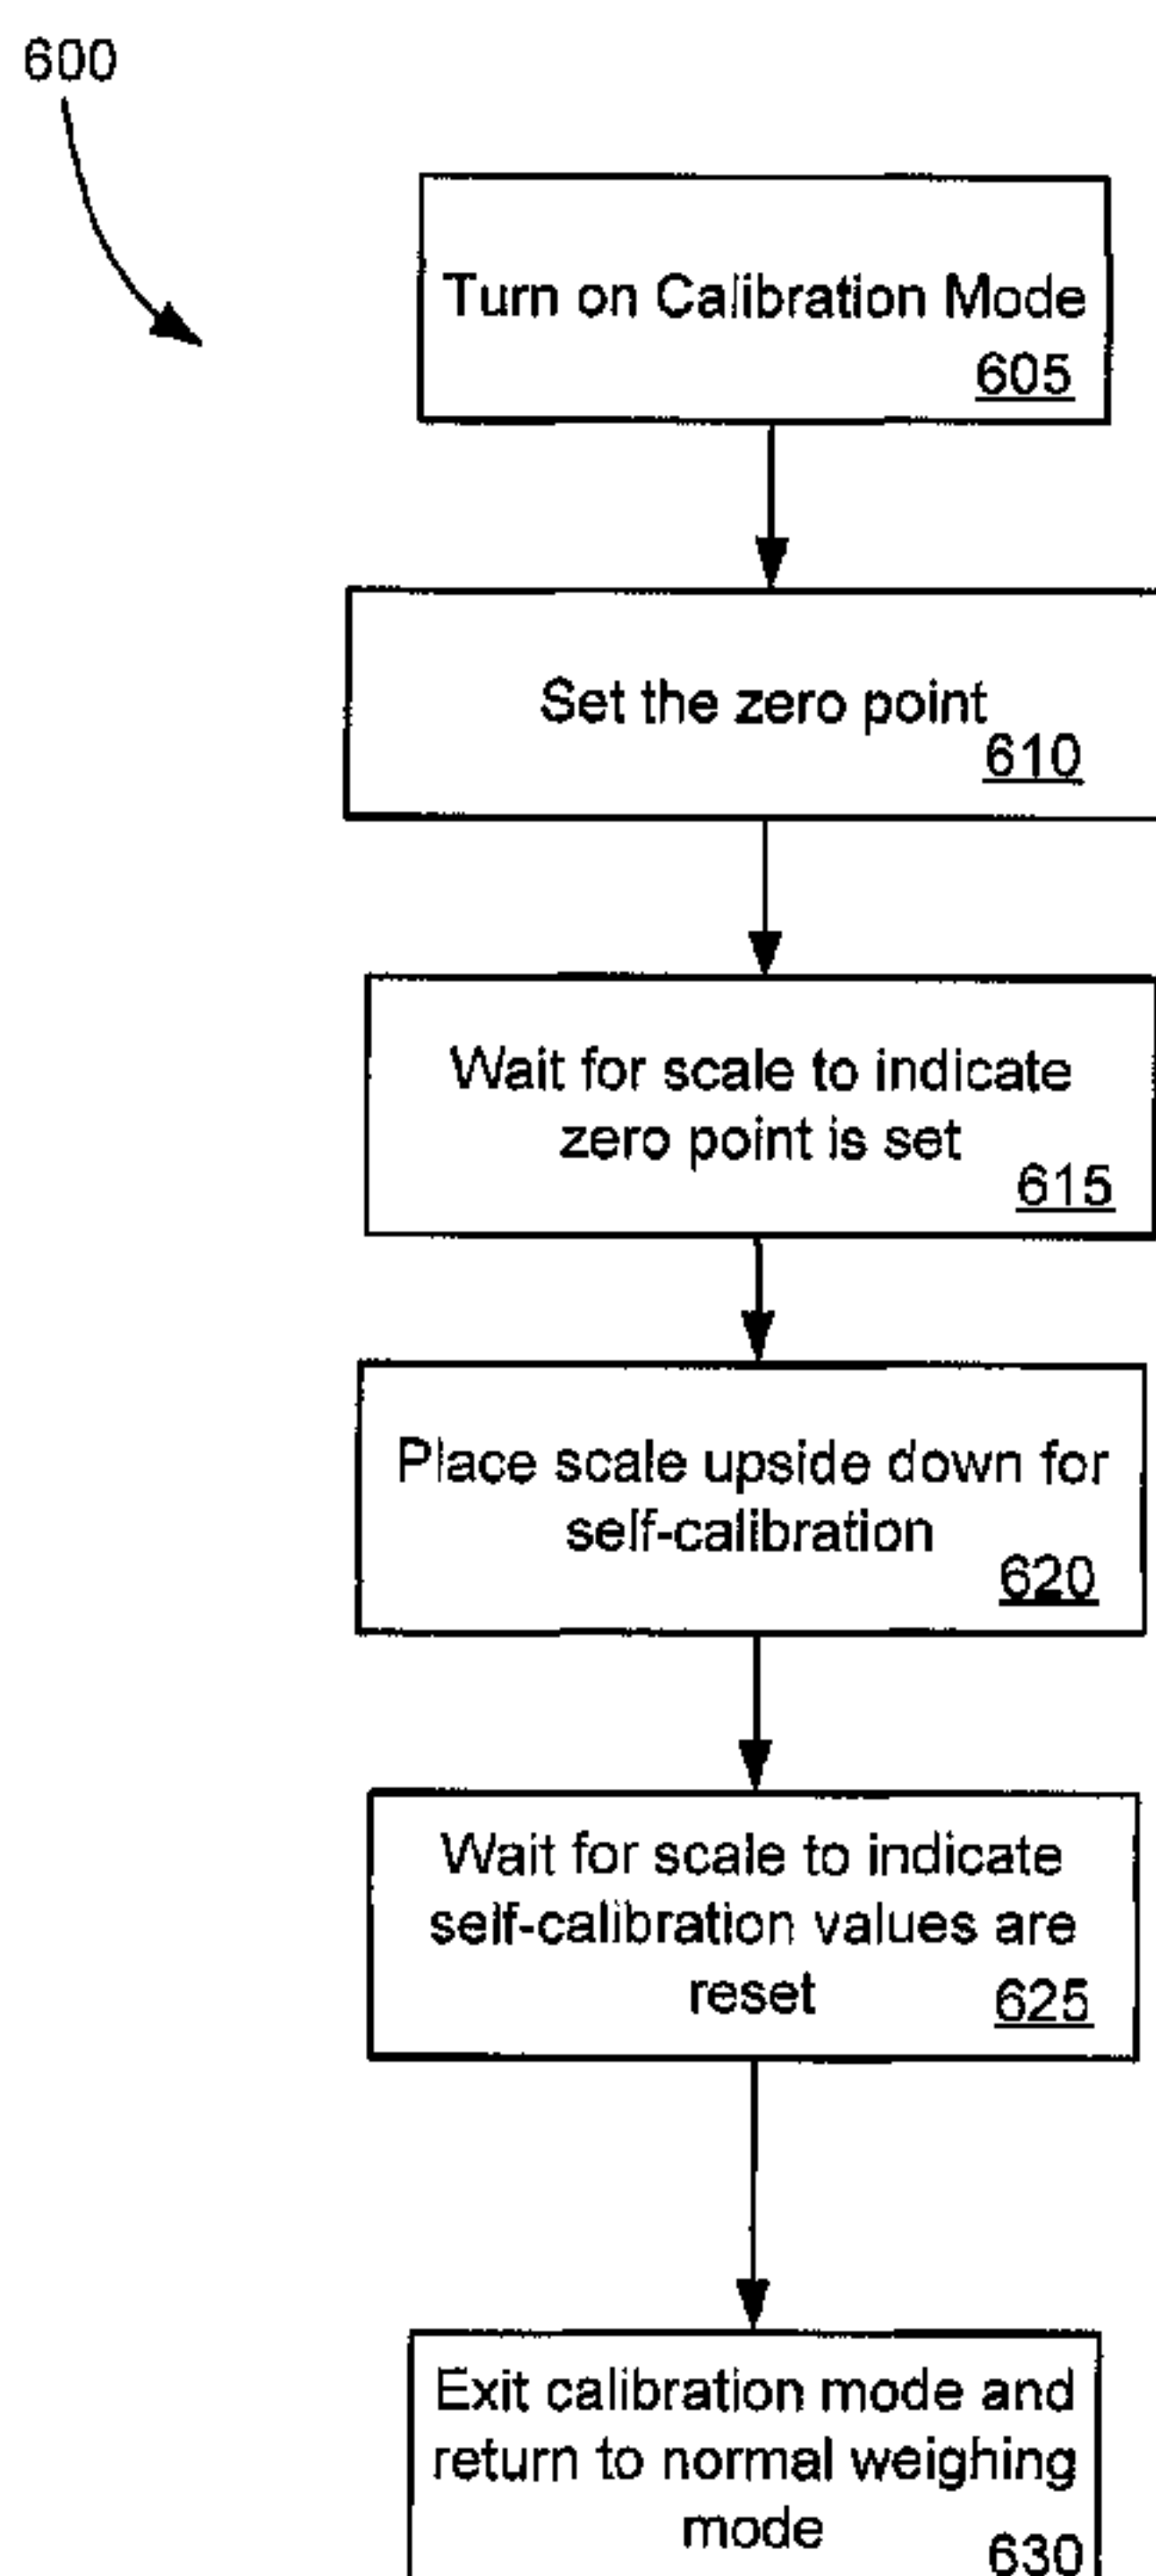 600
Turn on Calibration Mode
605
Set the zero point
610
Wait for scale to indicate
zero point is set
615
Place scale upside down for
self-calibration
620
Wait for scale to indicate
self-calibration values are
reset
625
Exit calibration mode and
return to normal weighing
mode
630